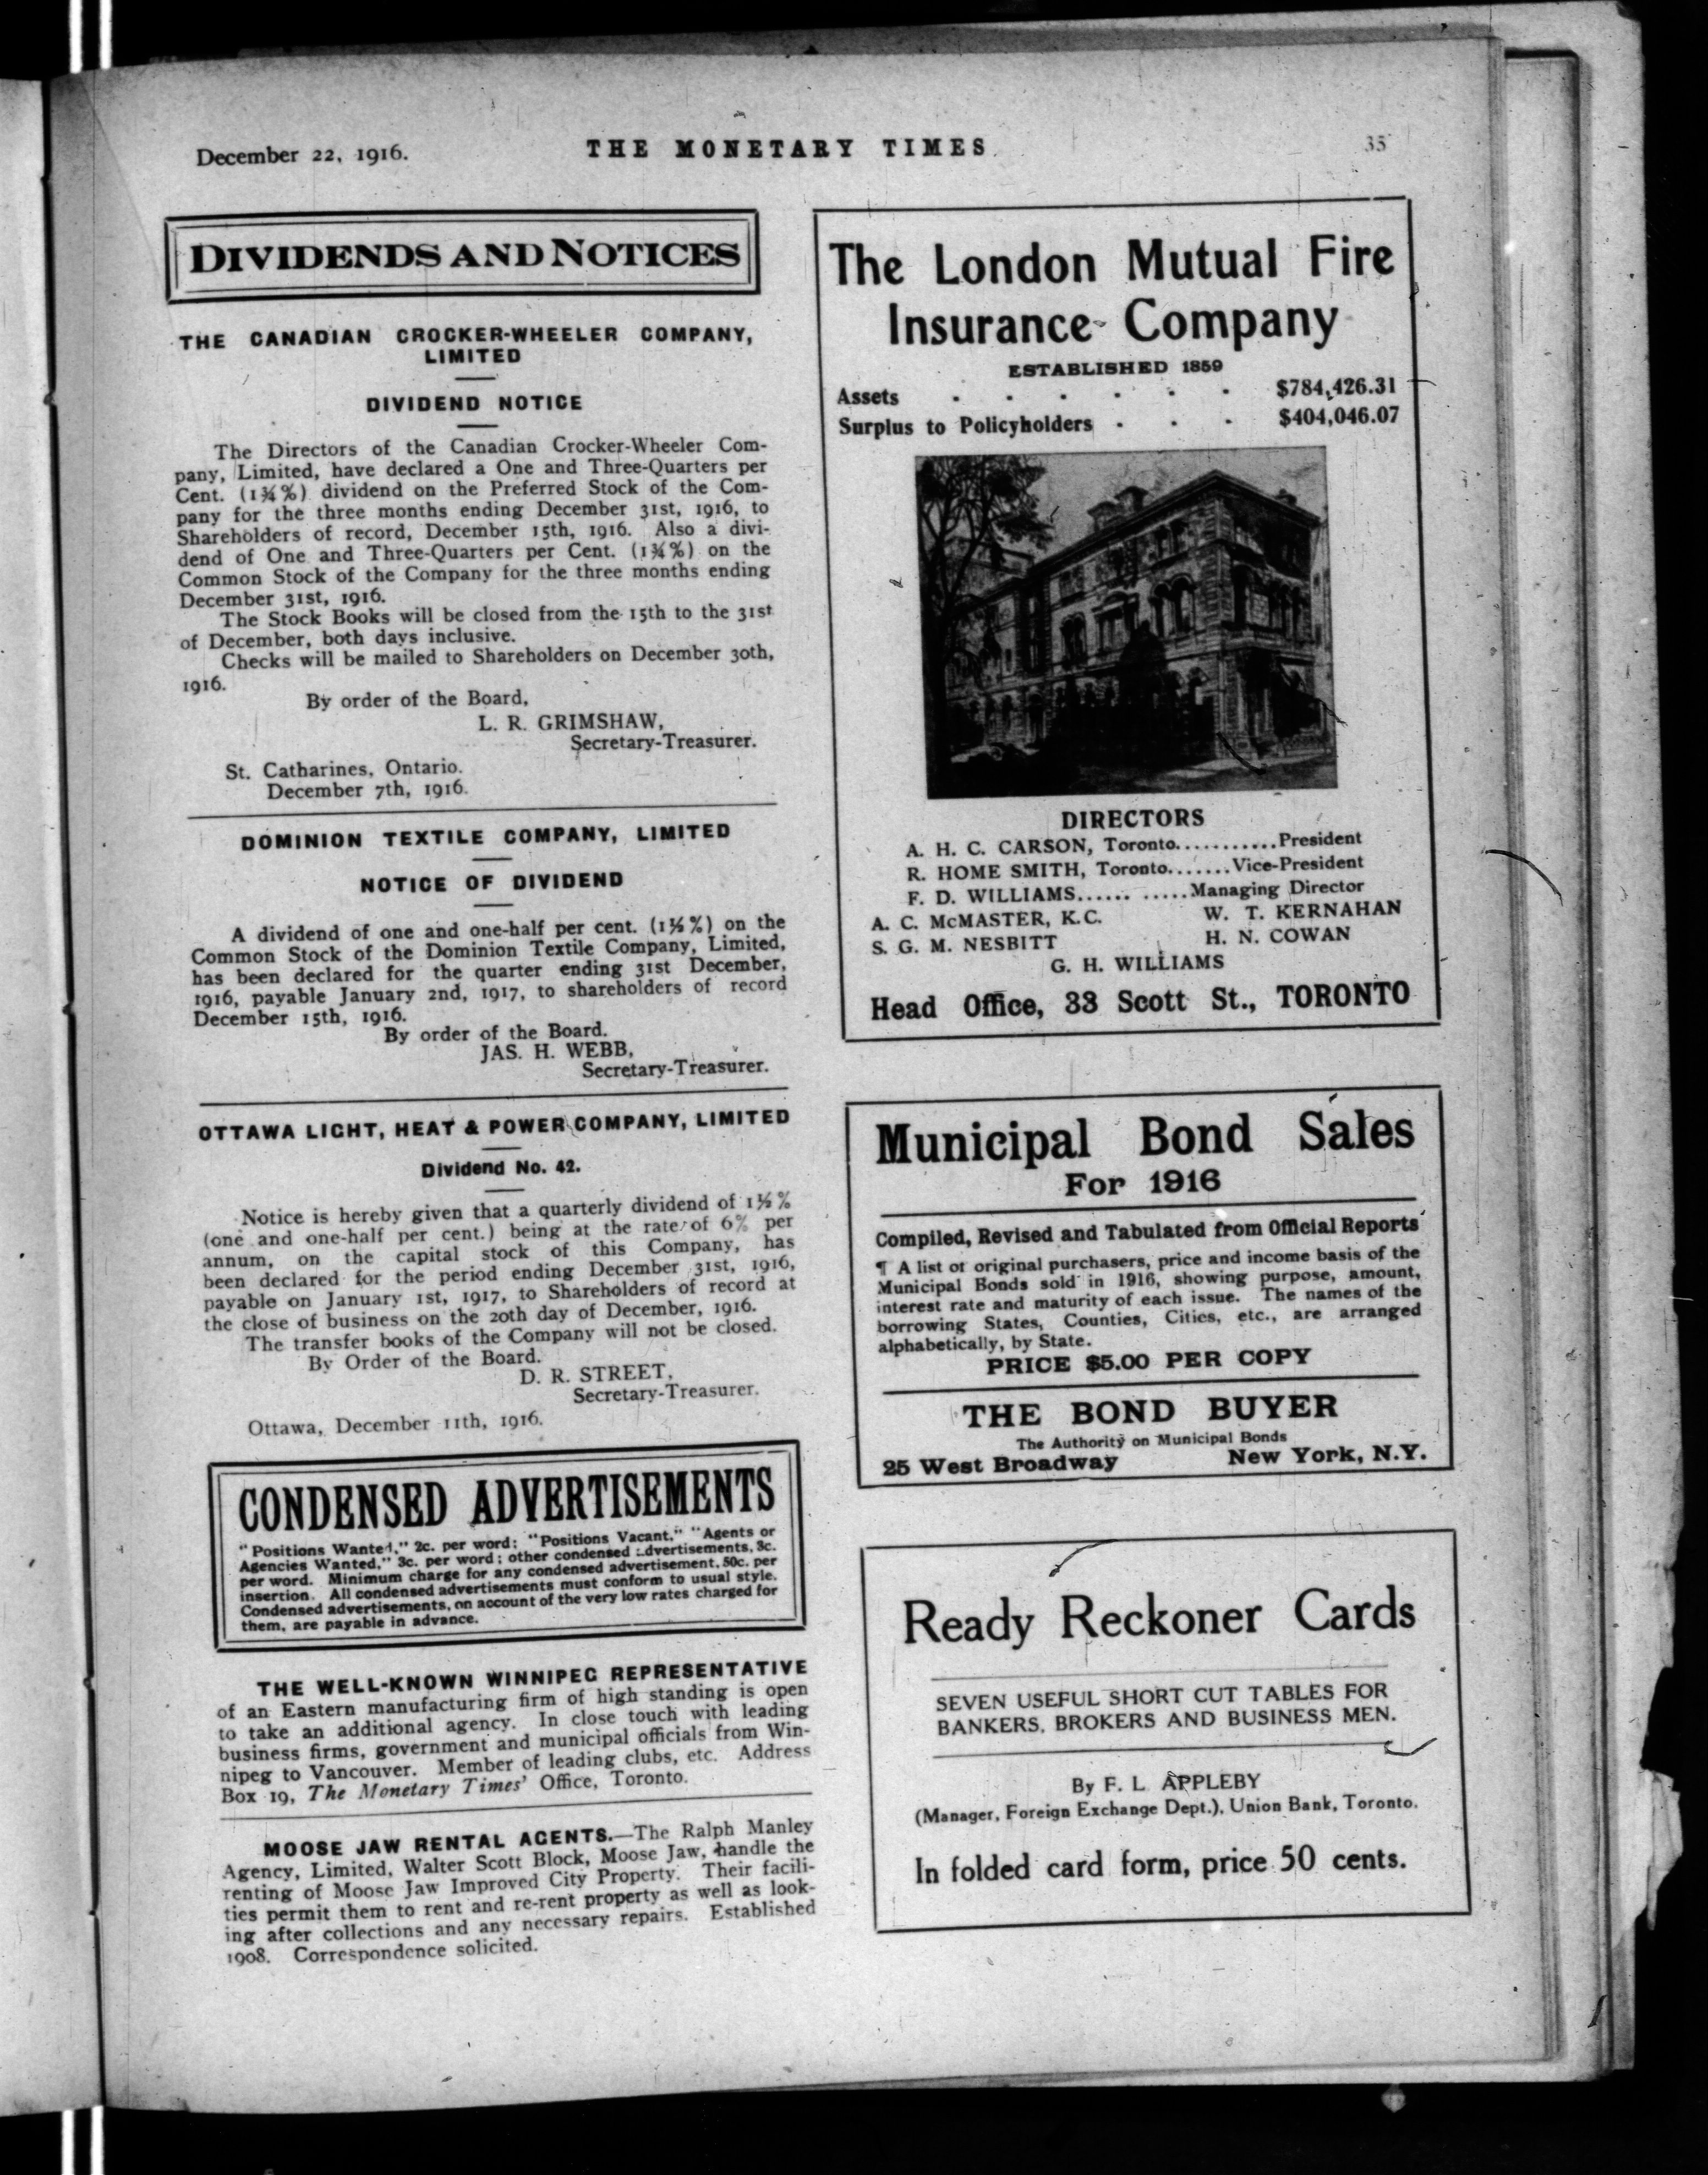 December 22, 1916.
THE MONETARY TIMES
35
DIVIDENDS AND NOTICES
THE CANADIAN CROCKER-WHEELER COMPANY,
LIMITED
DIVIDEND NOTICE
The Directors of the Canadian Crocker-Wheeler Com-
pany, Limited, have declared a One and Three-Quarters per
Cent. (1¾%) dividend on the Preferred Stock of the Com-
pany for the three months ending December 31st, 1916, to
Shareholders of record, December 15th, 1916. Also a divi-
dend of One and Three-Quarters per Cent. (1¾%) on the
Common Stock of the Company for the three months ending
December 31st, 1916.
The Stock Books will be closed from the 15th to the 31st
of December, both days inclusive.
Checks will be mailed to Shareholders on December 30th,
1916.
By order of the Board,
L. R. GRIMSHAW,
Secretary-Treasurer.
St. Catharines, Ontario.
December 7th, 1916.
DOMINION TEXTILE COMPANY, LIMITED
NOTICE OF DIVIDEND
A dividend of one and one-half per cent. (1½%) on the
Common Stock of the Dominion Textile Company, Limited,
has been declared for the quarter ending 31st December,
1916, payable January 2nd, 1917, to shareholders of record
December 15th, 1916.
By order of the Board.
JAS. H. WEBB,
Secretary-Treasurer.
OTTAWA LIGHT, HEAT & POWER COMPANY, LIMITED
Dividend No. 42.
Notice is hereby given that a quarterly dividend of 1½%
(one and one-half per cent.) being at the rate of 6% per
annum, on the capital stock of this Company, has
been declared for the period ending December 31st, 1916,
payable on January 1st, 1917, to Shareholders of record at
the close of business on the 20th day of December, 1916.
The transfer books of the Company will not be closed.
By Order of the Board.
D. R. STREET,
Secretary-Treasurer.
Ottawa, December 11th, 1916.
CONDENSED ADVERTISEMENTS
"Positions Wanted," 2c. per word; "Positions Vacant," "Agents or
Agencies Wanted," 3c. per word; other condensed advertisements, 3c.
per word. Minimum charge for any condensed advertisement, 50c. per
insertion. All condensed advertisements must conform to usual style.
Condensed advertisements, on account of the very low rates charged for
them, are payable in advance.
THE WELL-KNOWN WINNIPEG REPRESENTATIVE
of an Eastern manufacturing firm of high standing is open
to take an additional agency. In close touch with leading
business firms, government and municipal officials from Win-
nipeg to Vancouver. Member of leading clubs, etc. Address
Box 19, The Monetary Times' Office, Toronto.
MOOSE JAW RENTAL AGENTS.—The Ralph Manley
Agency, Limited, Walter Scott Block, Moose Jaw, handle the
renting of Moose Jaw Improved City Property. Their facili-
ties permit them to rent and re-rent property as well as look-
ing after collections and any necessary repairs. Established
1908. Correspondence solicited.
The London Mutual Fire
Insurance Company
ESTABLISHED 1859
Assets . . . . . . $784,426.31
Surplus to Policyholders . . . $404,046.07
DIRECTORS
A. H. C. CARSON, Toronto...........President
R. HOME SMITH, Toronto.......Vice-President
F. D. WILLIAMS...... .....Managing Director
A. C. McMASTER, K.C. W. T. KERNAHAN
S. G. M. NESBITT H. N. COWAN
G. H. WILLIAMS
Head Office, 33 Scott St., TORONTO
Municipal Bond Sales
For 1916
Compiled, Revised and Tabulated from Official Reports
¶ A list of original purchasers, price and income basis of the
Municipal Bonds sold in 1916, showing purpose, amount,
interest rate and maturity of each issue. The names of the
borrowing States, Counties, Cities, etc., are arranged
alphabetically, by State.
PRICE $5.00 PER COPY
THE BOND BUYER
The Authority on Municipal Bonds
25 West Broadway New York, N.Y.
Ready Reckoner Cards
SEVEN USEFUL SHORT CUT TABLES FOR
BANKERS, BROKERS AND BUSINESS MEN.
By F. L. APPLEBY
(Manager, Foreign Exchange Dept.), Union Bank, Toronto.
In folded card form, price 50 cents.